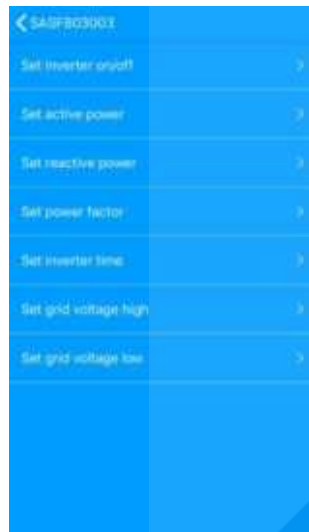 Set inverter on/off
Set active power
Set reactive power
Set power factor
Set inverter time
Set grid voltage high
Set grid voltage low